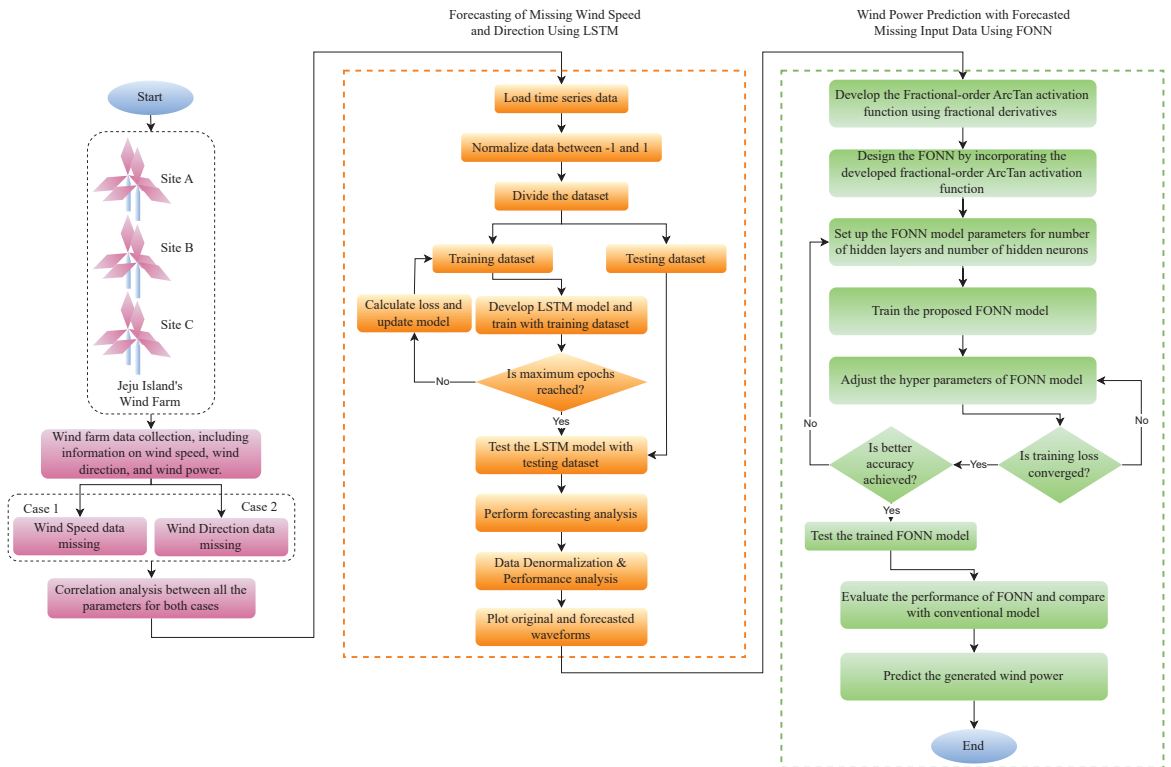 Start
Site A
Site B
Site C
Jeju Island's
Wind Farm
Wind farm data collection, including
information on wind speed, wind
direction, and wind power.
Case 1
Case 2
Wind Speed data
missing
Wind Direction data
missing
Correlation analysis between all the
parameters for both cases
Forecasting of Missing Wind Speed
and Direction Using LSTM
Load time series data
Normalize data between -1 and 1
Divide the dataset
Training dataset
Testing dataset
Calculate loss and
update model
Develop LSTM model and
train with training dataset
Is maximum epochs
reached?
No
Yes
Test the LSTM model with
testing dataset
Perform forecasting analysis
Data Denormalization &
Performance analysis
Plot original and forecasted
waveforms
Wind Power Prediction with Forecasted
Missing Input Data Using FONN
Develop the Fractional-order ArcTan activation
function using fractional derivatives
Design the FONN by incorporating the
developed fractional-order ArcTan activation
function
Set up the FONN model parameters for number
of hidden layers and number of hidden neurons
Train the proposed FONN model
Adjust the hyper parameters of FONN model
No
No
Is better
accuracy
achieved?
Yes
Is training loss
converged?
Yes
Test the trained FONN model
Evaluate the performance of FONN and compare
with conventional model
Predict the generated wind power
End